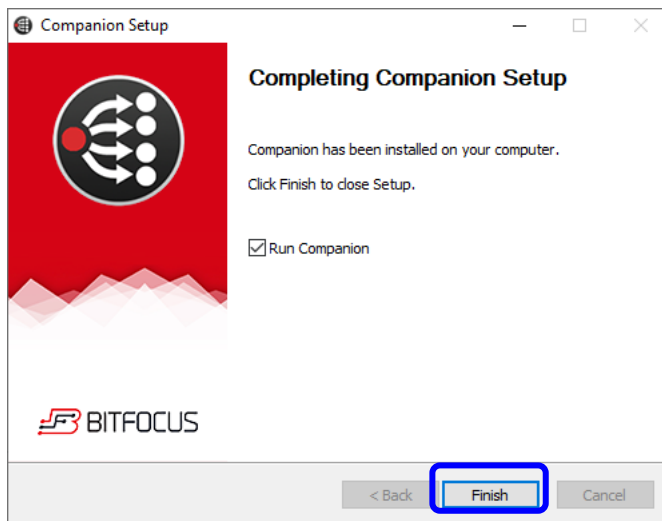 Companion Setup
Completing Companion Setup
Companion has been installed on your computer.
Click Finish to close Setup.
Run Companion
BITFOCUS
< Back
Finish
Cancel